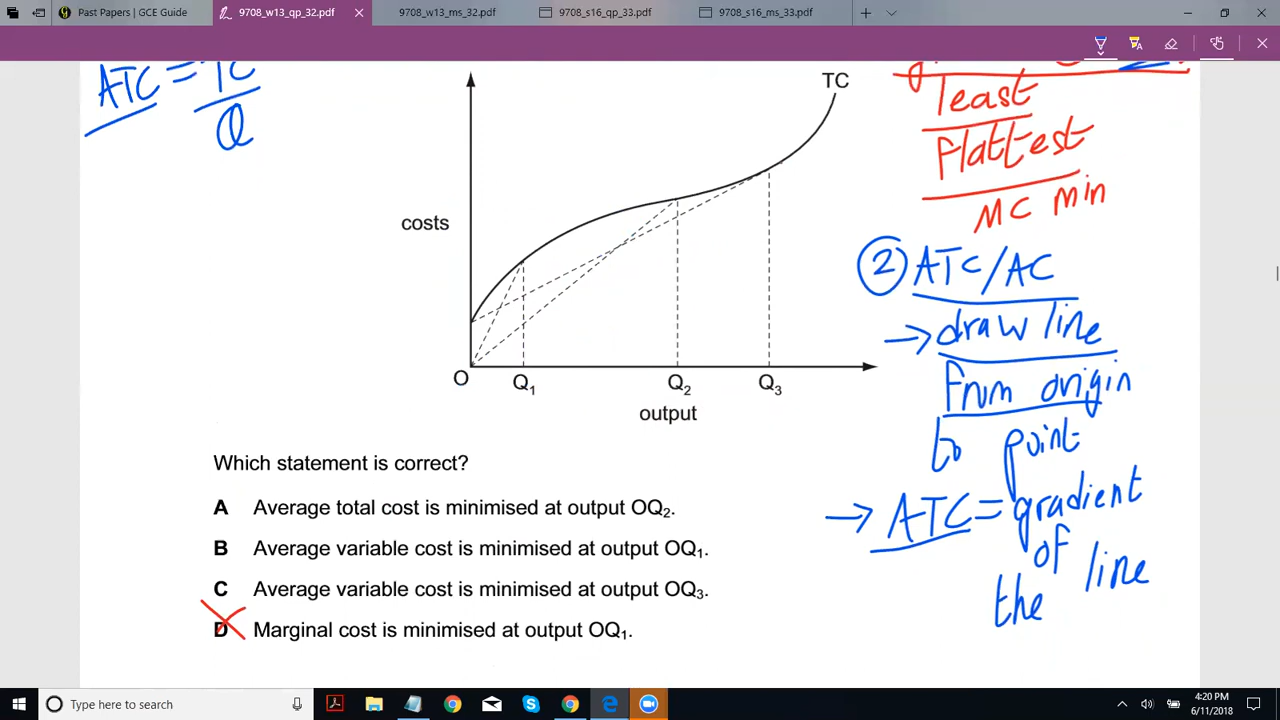 Past Papers | GCE Guide
9708_w13_qp_32.pdf
9708_w13_ms_32.pdf
9708_s16_qp_33.pdf
9708_s16_ms_33.pdf
ATC = TC
Q
TC
costs
O
Q1
Q2
Q3
output
least
flattest
MC min
2 ATC/AC
→ draw line
from origin
to point
→ ATC = gradient
of line
the
Which statement is correct?
A Average total cost is minimised at output OQ2.
B Average variable cost is minimised at output OQ1.
C Average variable cost is minimised at output OQ3.
D Marginal cost is minimised at output OQ1.
Type here to search
4:20 PM
6/11/2018